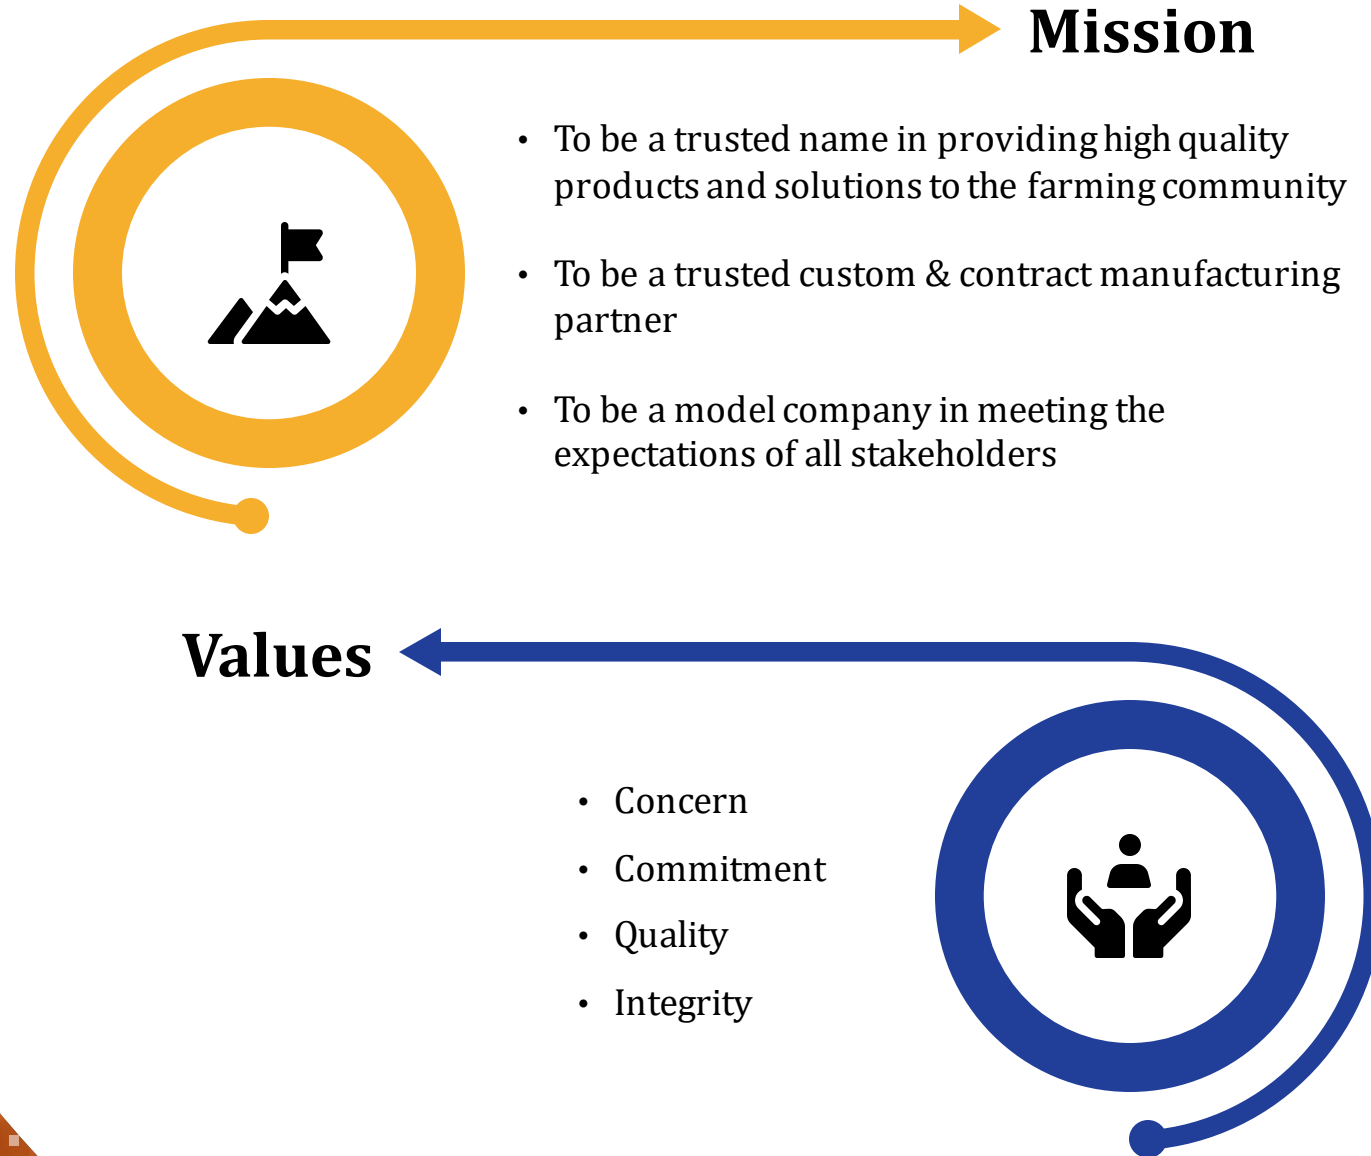 Mission
• To be a trusted name in providing high quality
products and solutions to the farming community
• To be a trusted custom & contract manufacturing
partner
• To be a model company in meeting the
expectations of all stakeholders
Values
• Concern
• Commitment
• Quality
• Integrity